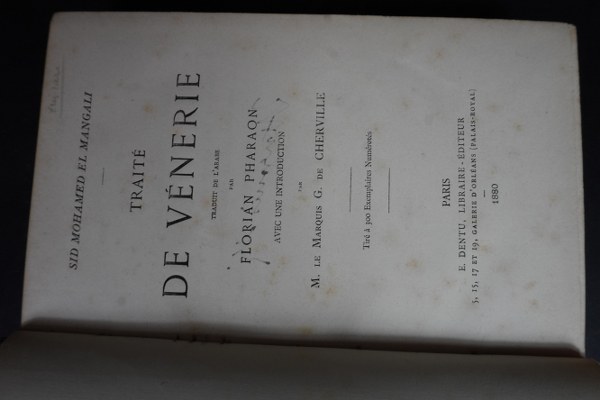 SID MOHAMED EL MANGALI
TRAITÉ
DE VÉNERIE
TRADUIT DE L'ARABE
PAR
FLORIAN PHARAON
AVEC UNE INTRODUCTION
PAR
M. LE MARQUIS G. DE CHERVILLE
Tiré à 300 Exemplaires Numérotés
PARIS
E. DENTU, LIBRAIRE-ÉDITEUR
5, 15, 17 ET 19, GALERIE D'ORLÉANS (PALAIS-ROYAL)
1880